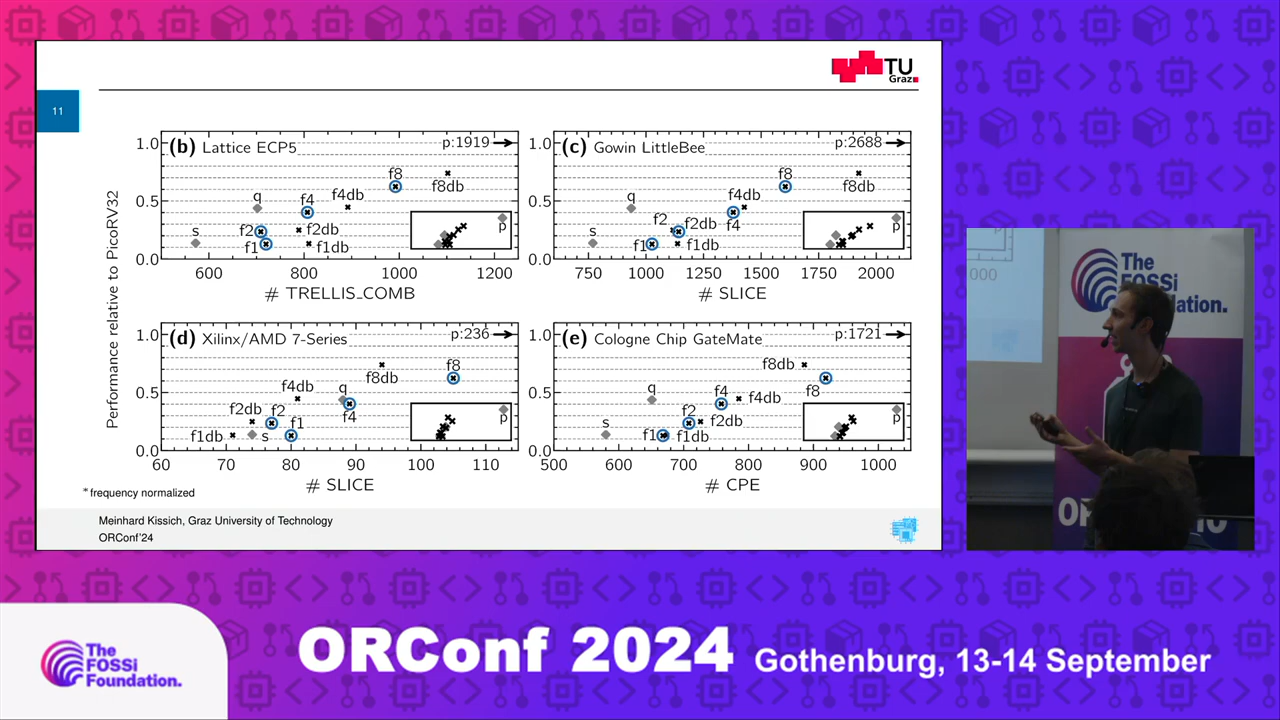 TU
Graz
11
Performance relative to PicoRV32
(b) Lattice ECP5
p:1919
1.0
0.5
0.0
s
q
f2
f1
f4
f2db
f1db
f4db
f8
f8db
p
600 800 1000 1200
# TRELLIS_COMB
(c) Gowin LittleBee
p:2688
1.0
0.5
0.0
s
q
f1
f2
f2db
f1db
f4db
f4
f8
f8db
p
750 1000 1250 1500 1750 2000
# SLICE
(d) Xilinx/AMD 7-Series
p:236
1.0
0.5
0.0
f1db
f2db
s
f2
f1
f4db
q
f4
f8db
f8
p
60 70 80 90 100 110
# SLICE
(e) Cologne Chip GateMate
p:1721
1.0
0.5
0.0
s
q
f1
f1db
f2
f2db
f4
f4db
f8db
f8
p
500 600 700 800 900 1000
# CPE
*frequency normalized
Meinhard Kissich, Graz University of Technology
ORConf'24
000
The
FOSSi
Foundation.
The
FOSSi
Foundation.
ORConf 2024 Gothenburg, 13-14 September